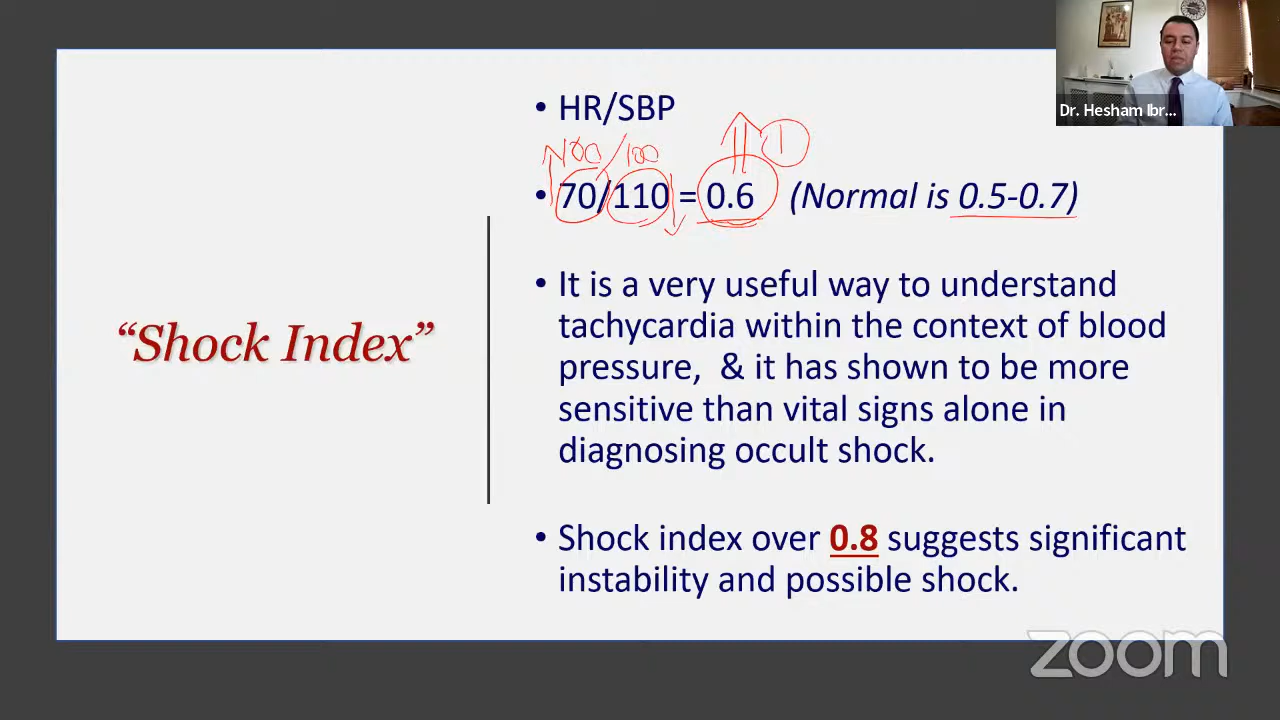 Dr. Hesham Ibr...
• HR/SBP
100/100
1
• 70/110 = 0.6 (Normal is 0.5-0.7)
“Shock Index”
• It is a very useful way to understand
tachycardia within the context of blood
pressure, & it has shown to be more
sensitive than vital signs alone in
diagnosing occult shock.
• Shock index over 0.8 suggests significant
instability and possible shock.
zoom